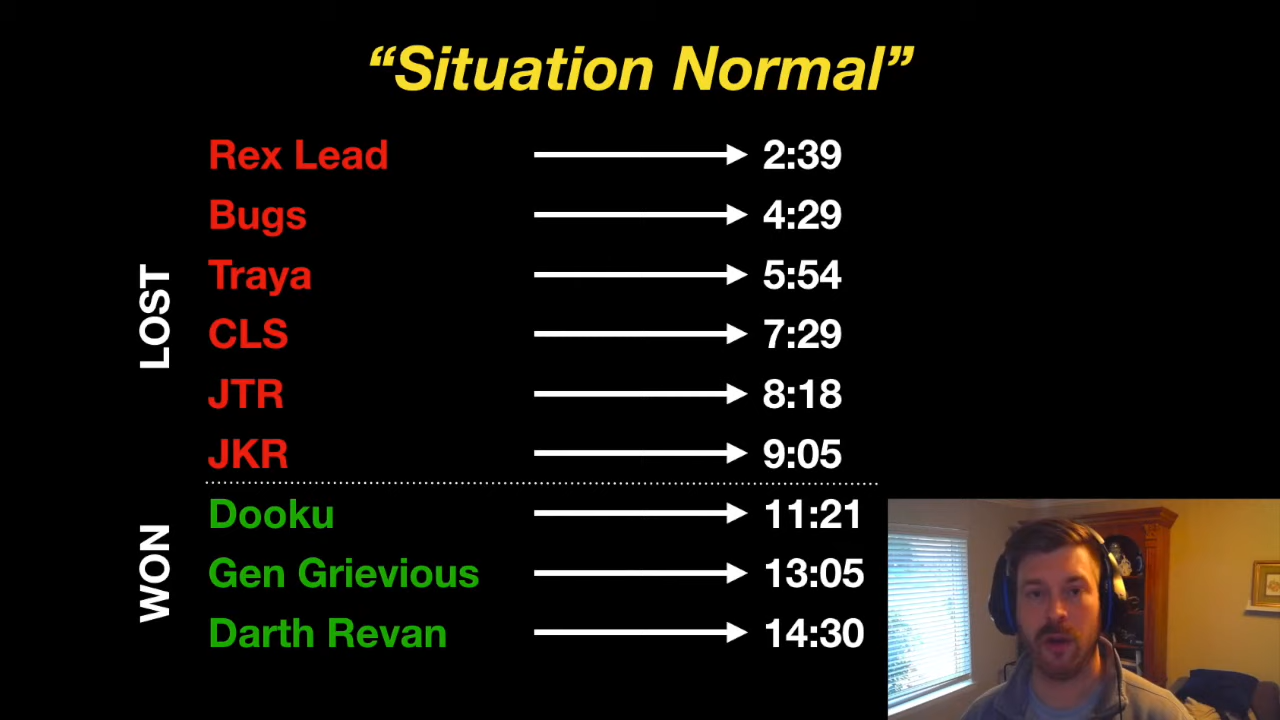 “Situation Normal”
LOST
Rex Lead 2:39
Bugs 4:29
Traya 5:54
CLS 7:29
JTR 8:18
JKR 9:05
WON
Dooku 11:21
Gen Grievious 13:05
Darth Revan 14:30